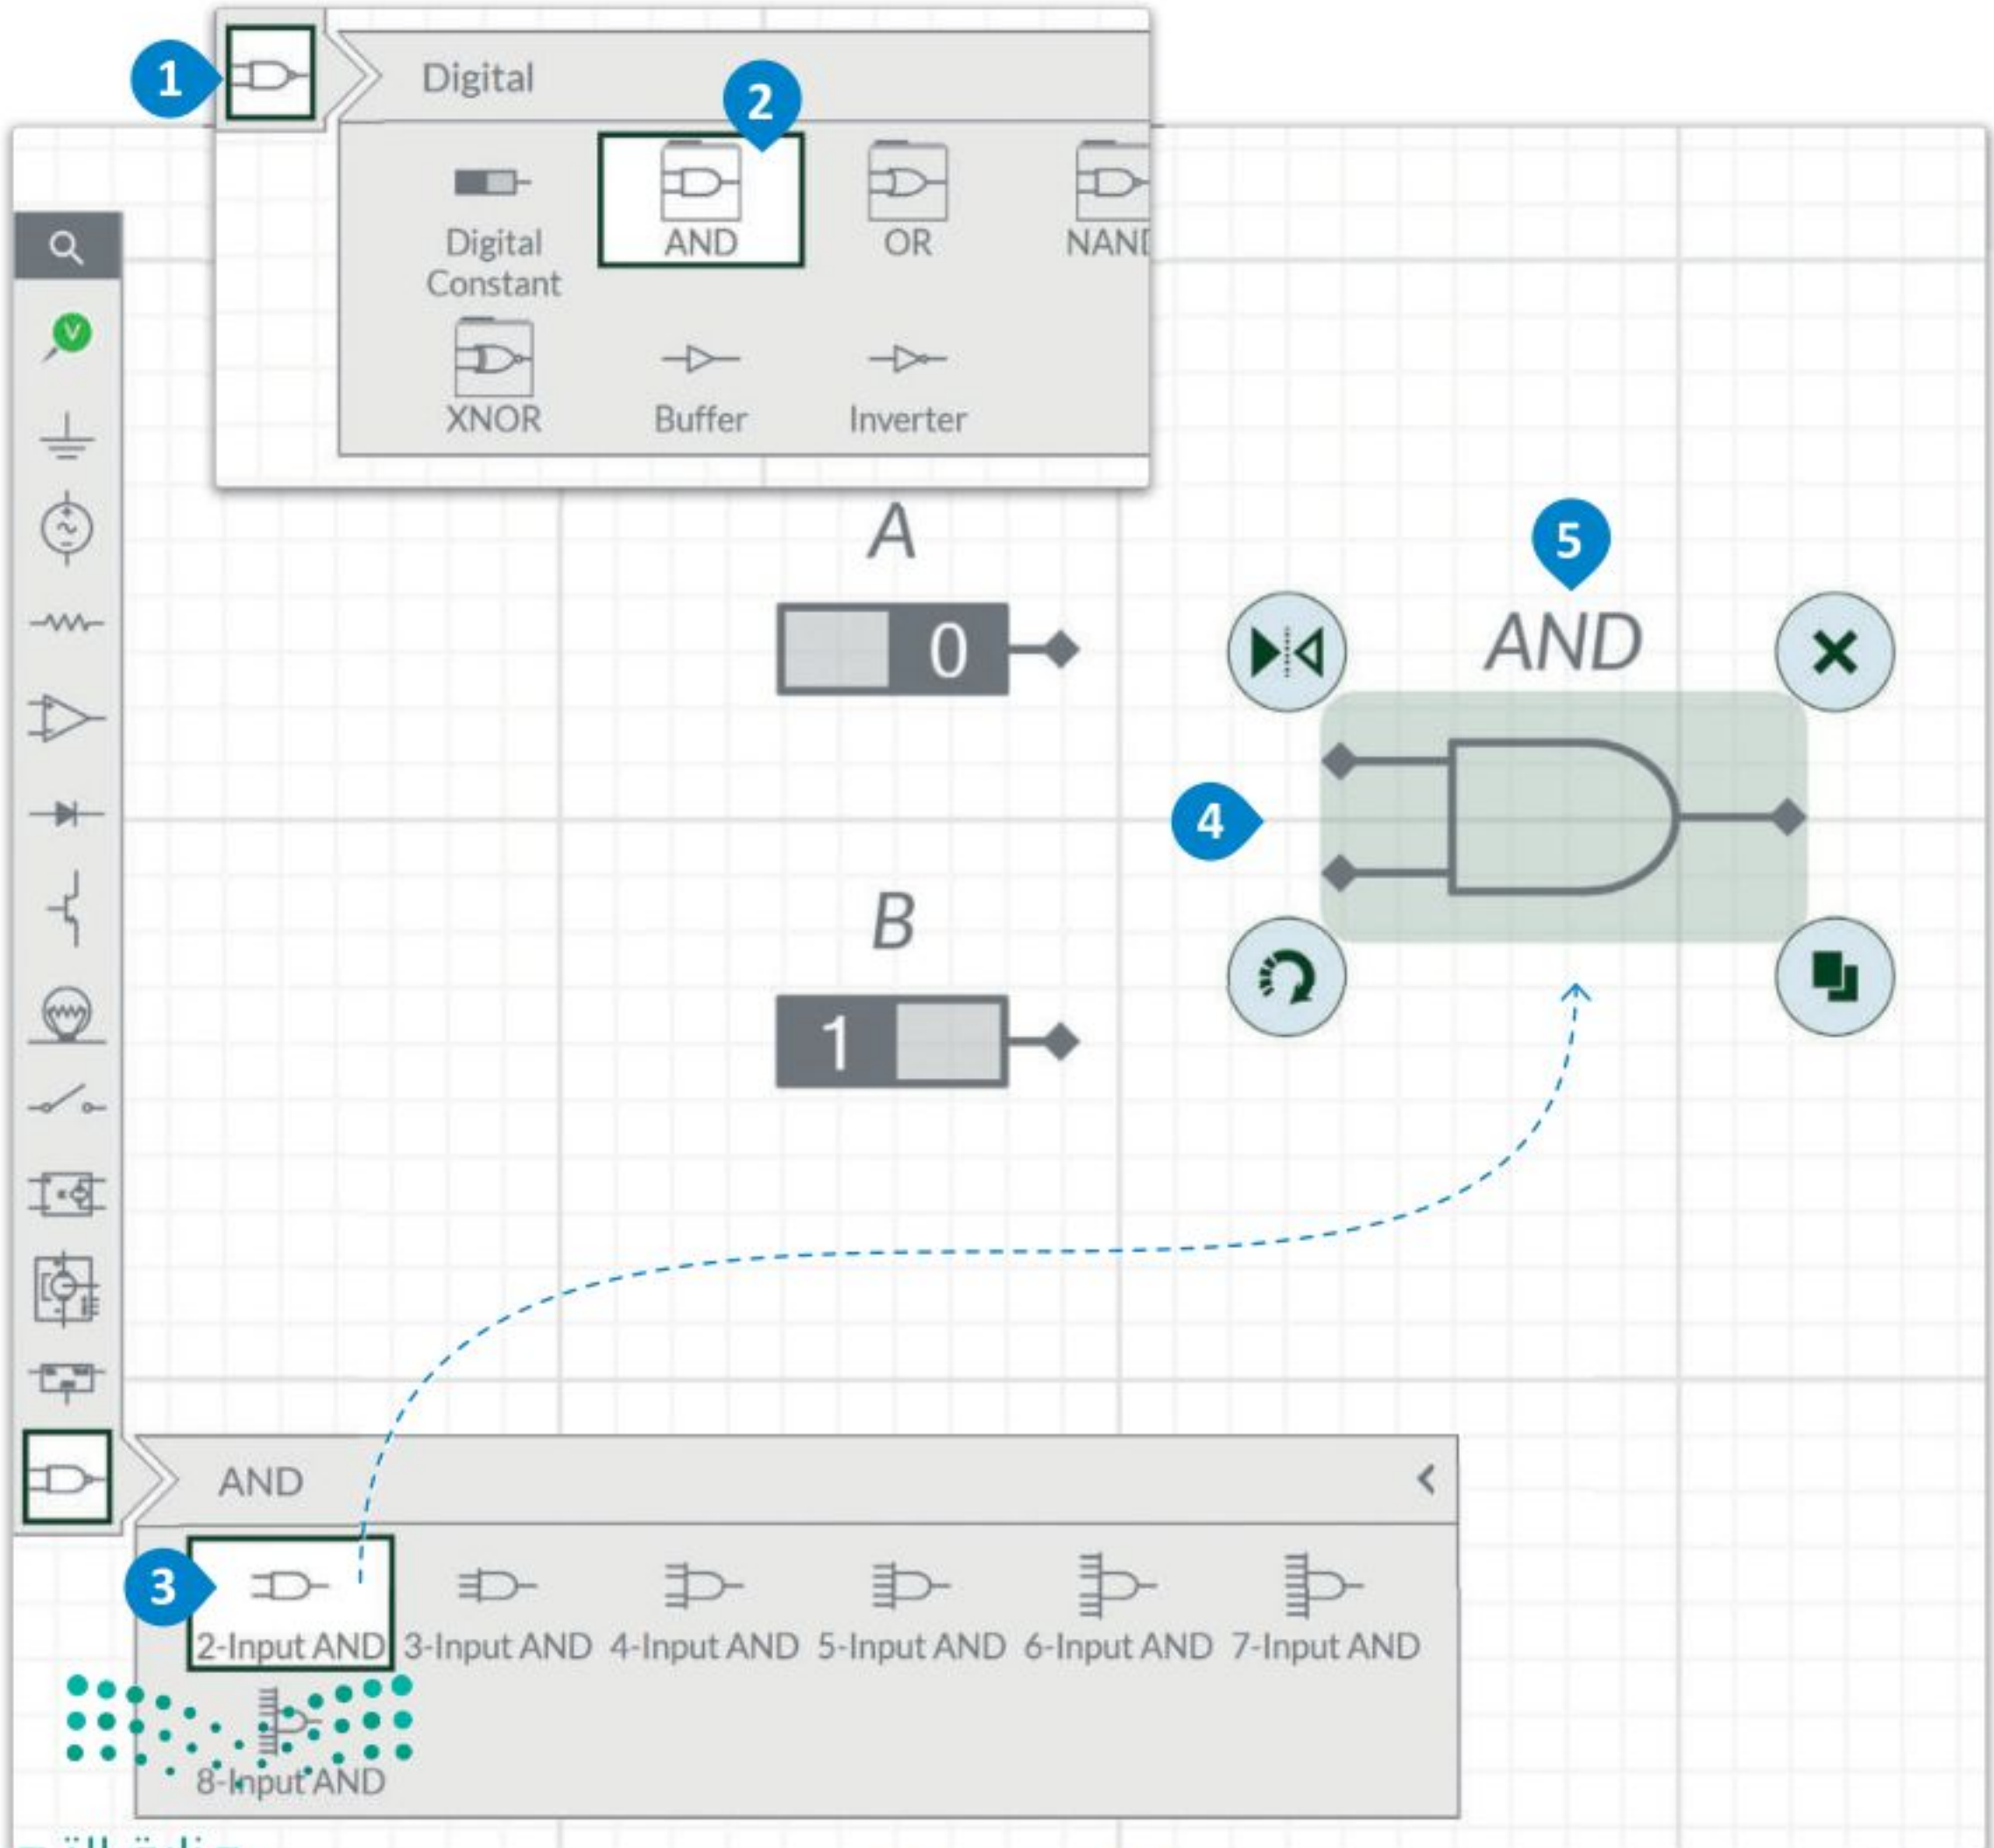 1
Digital
2
Digital Constant
AND
OR
NAND
XNOR
Buffer
Inverter
A
0
5
AND
4
B
1
AND
3
2-Input AND
3-Input AND
4-Input AND
5-Input AND
6-Input AND
7-Input AND
8-Input AND